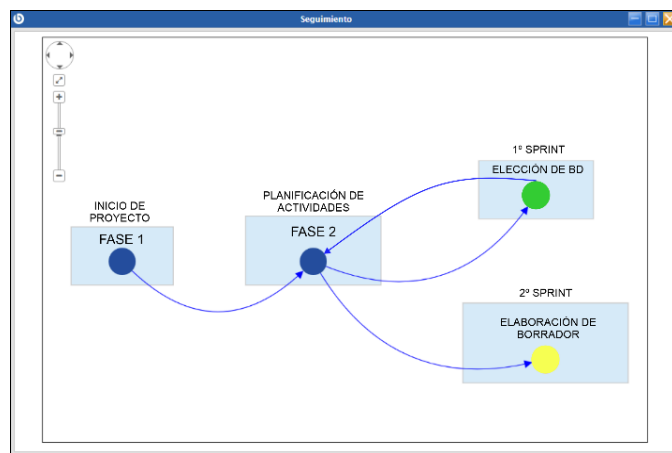 Seguimiento
INICIO DE
PROYECTO
FASE 1
PLANIFICACIÓN DE
ACTIVIDADES
FASE 2
1º SPRINT
ELECCIÓN DE BD
2º SPRINT
ELABORACIÓN DE
BORRADOR